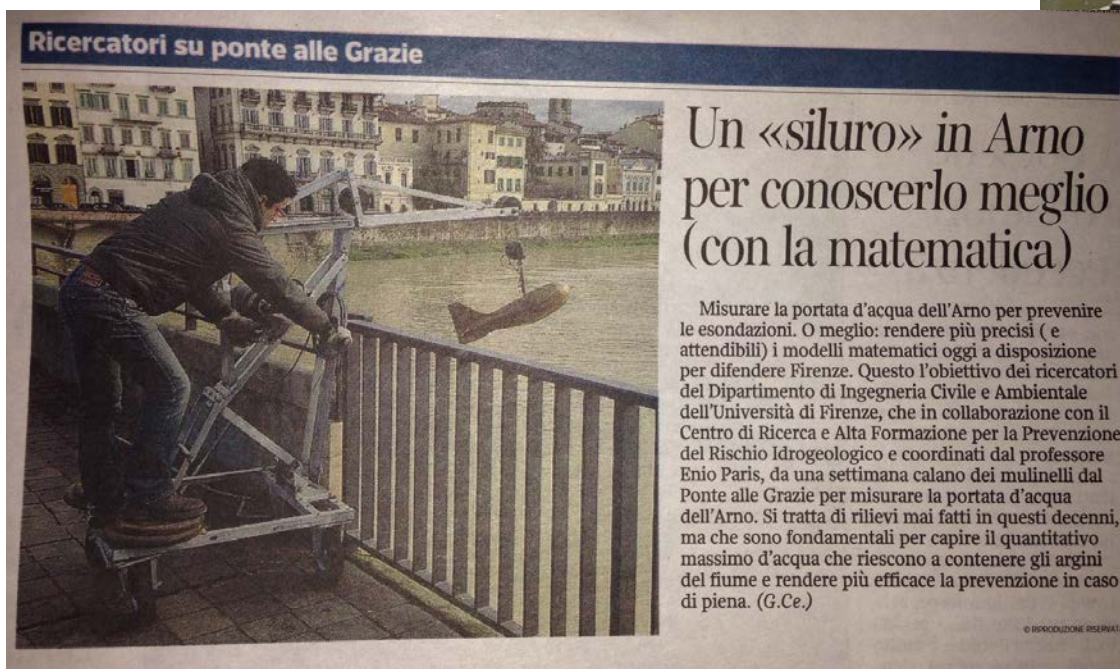 Ricercatori su ponte alle Grazie
Un «siluro» in Arno
per conoscerlo meglio
(con la matematica)
Misurare la portata d'acqua dell'Arno per prevenire
le esondazioni. O meglio: rendere più precisi ( e
attendibili) i modelli matematici oggi a disposizione
per difendere Firenze. Questo l'obiettivo dei ricercatori
del Dipartimento di Ingegneria Civile e Ambientale
dell'Università di Firenze, che in collaborazione con il
Centro di Ricerca e Alta Formazione per la Prevenzione
del Rischio Idrogeologico e coordinati dal professore
Enio Paris, da una settimana calano dei mulinelli dal
Ponte alle Grazie per misurare la portata d'acqua
dell'Arno. Si tratta di rilievi mai fatti in questi decenni,
ma che sono fondamentali per capire il quantitativo
massimo d'acqua che riescono a contenere gli argini
del fiume e rendere più efficace la prevenzione in caso
di piena. (G.Ce.)
© RIPRODUZIONE RISERVATA